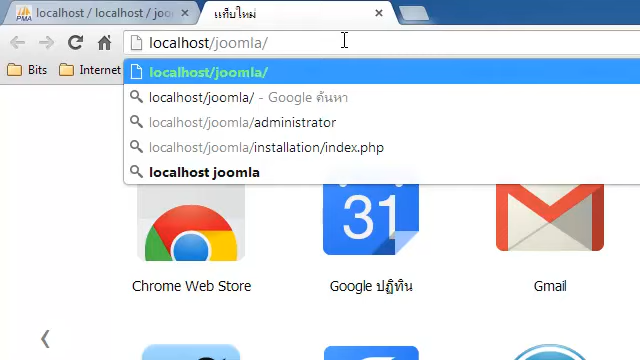 PMA localhost / localhost / joo
แท็บใหม่
localhost/joomla/
Bits
Internet
localhost/joomla/
localhost/joomla/ - Google ค้นหา
localhost/joomla/administrator
localhost/joomla/installation/index.php
localhost joomla
31
Chrome Web Store
Google ปฏิทิน
Gmail